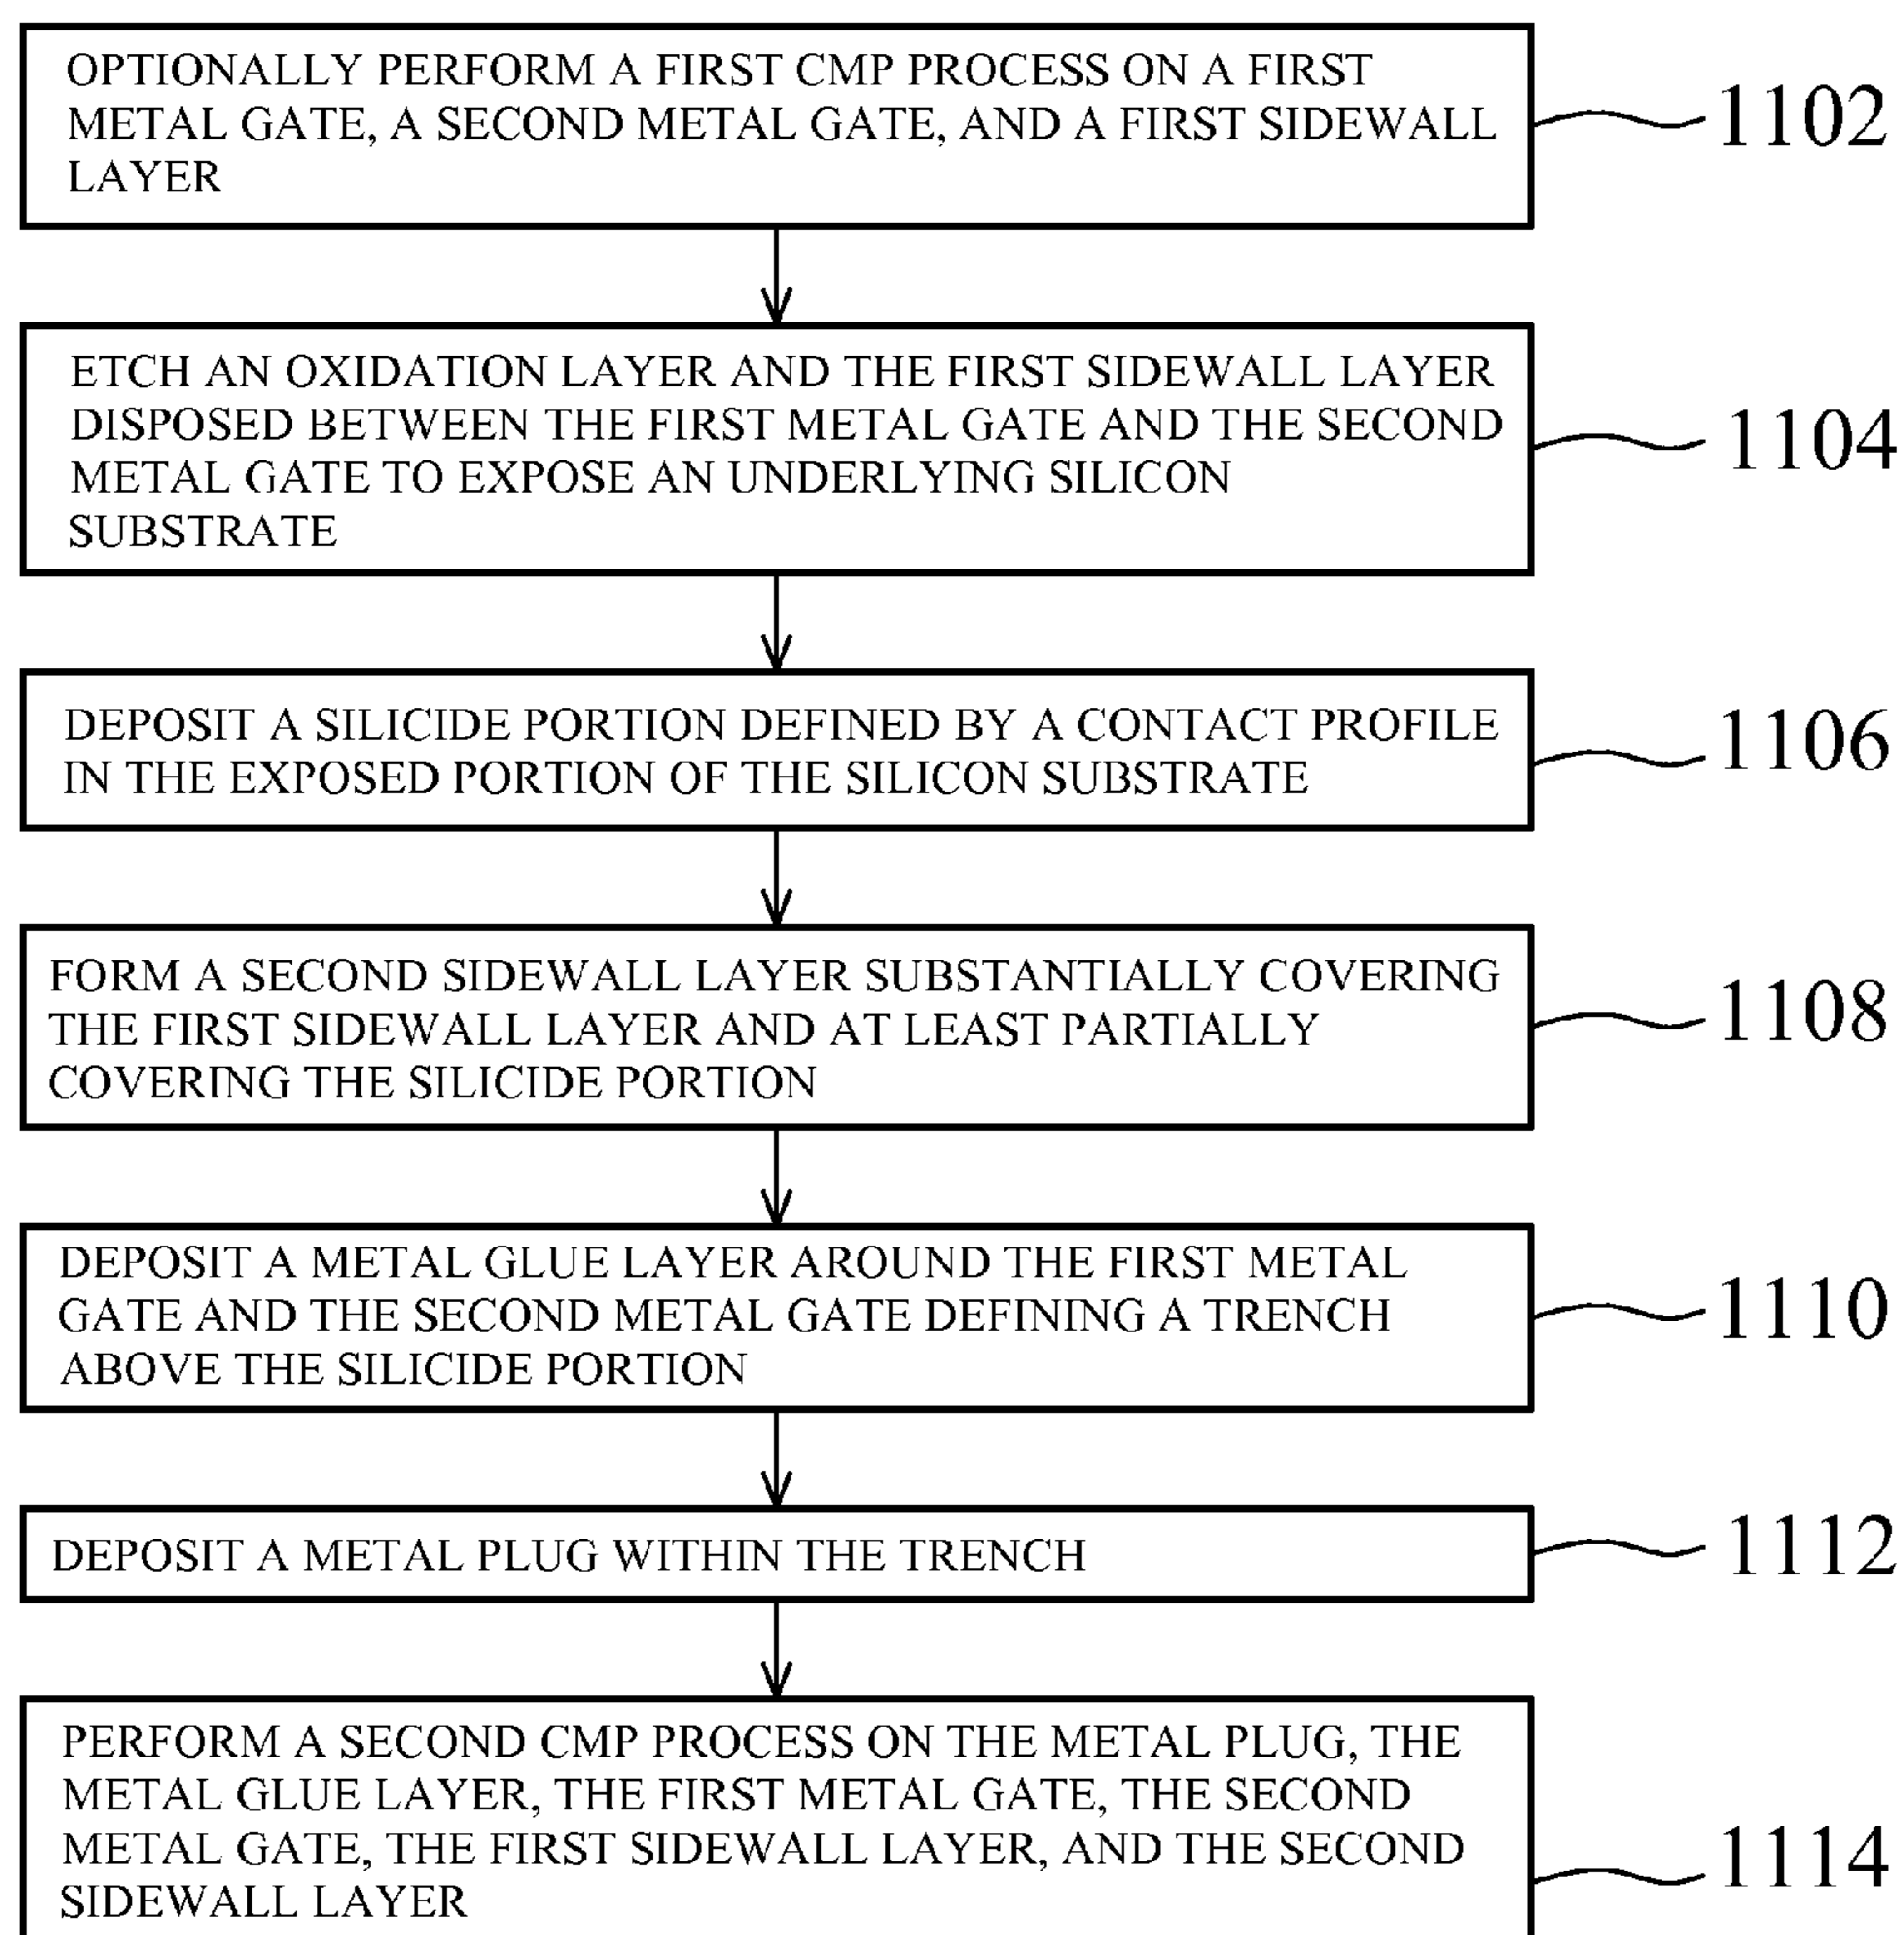 OPTIONALLY PERFORM A FIRST CMP PROCESS ON A FIRST
METAL GATE, A SECOND METAL GATE, AND A FIRST SIDEWALL
LAYER
1102
ETCH AN OXIDATION LAYER AND THE FIRST SIDEWALL LAYER
DISPOSED BETWEEN THE FIRST METAL GATE AND THE SECOND
METAL GATE TO EXPOSE AN UNDERLYING SILICON
SUBSTRATE
1104
DEPOSIT A SILICIDE PORTION DEFINED BY A CONTACT PROFILE
IN THE EXPOSED PORTION OF THE SILICON SUBSTRATE
1106
FORM A SECOND SIDEWALL LAYER SUBSTANTIALLY COVERING
THE FIRST SIDEWALL LAYER AND AT LEAST PARTIALLY
COVERING THE SILICIDE PORTION
1108
DEPOSIT A METAL GLUE LAYER AROUND THE FIRST METAL
GATE AND THE SECOND METAL GATE DEFINING A TRENCH
ABOVE THE SILICIDE PORTION
1110
DEPOSIT A METAL PLUG WITHIN THE TRENCH
1112
PERFORM A SECOND CMP PROCESS ON THE METAL PLUG, THE
METAL GLUE LAYER, THE FIRST METAL GATE, THE SECOND
METAL GATE, THE FIRST SIDEWALL LAYER, AND THE SECOND
SIDEWALL LAYER
1114